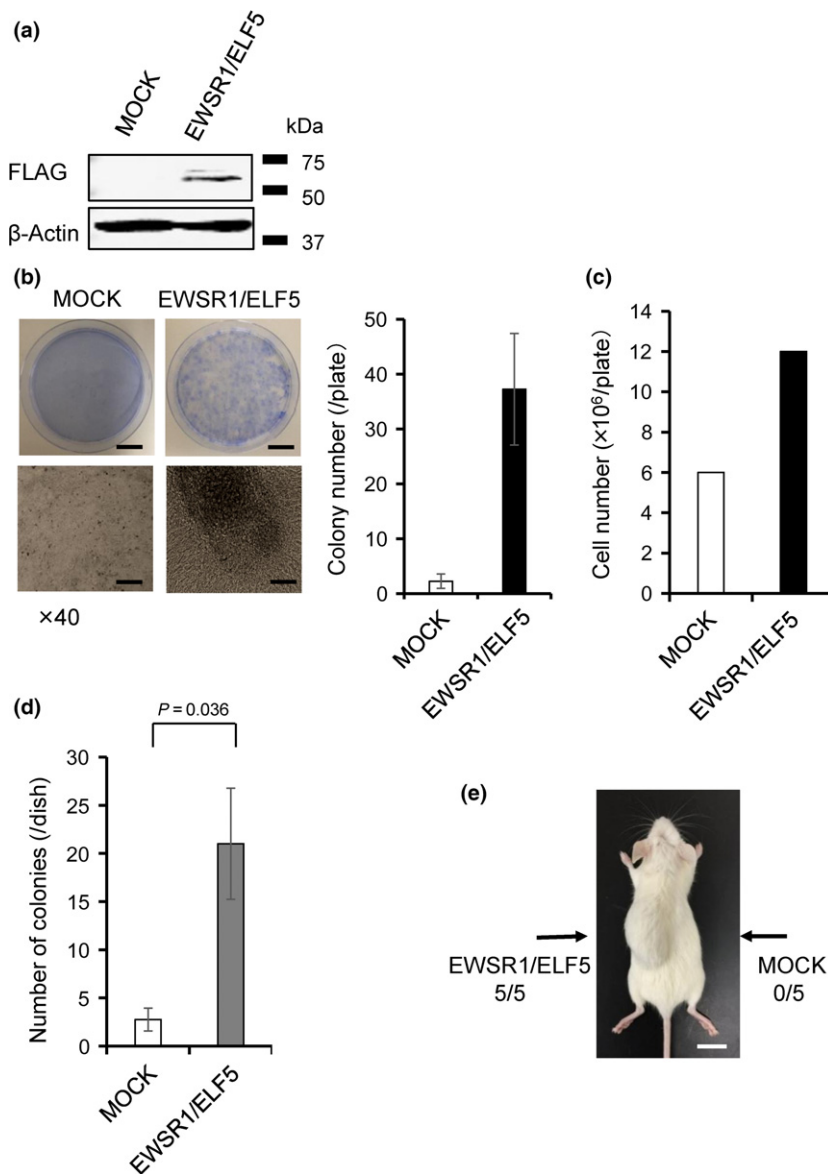 (a)
MOCK
EWSR1/ELF5
kDa
FLAG
75
50
β-Actin
37
(b)
MOCK
EWSR1/ELF5
×40
Colony number (/plate)
50
40
30
20
10
0
MOCK
EWSR1/ELF5
(c)
Cell number (×10⁶/plate)
14
12
10
8
6
4
2
0
MOCK
EWSR1/ELF5
(d)
P = 0.036
Number of colonies (/dish)
30
25
20
15
10
5
0
MOCK
EWSR1/ELF5
(e)
EWSR1/ELF5
5/5
MOCK
0/5